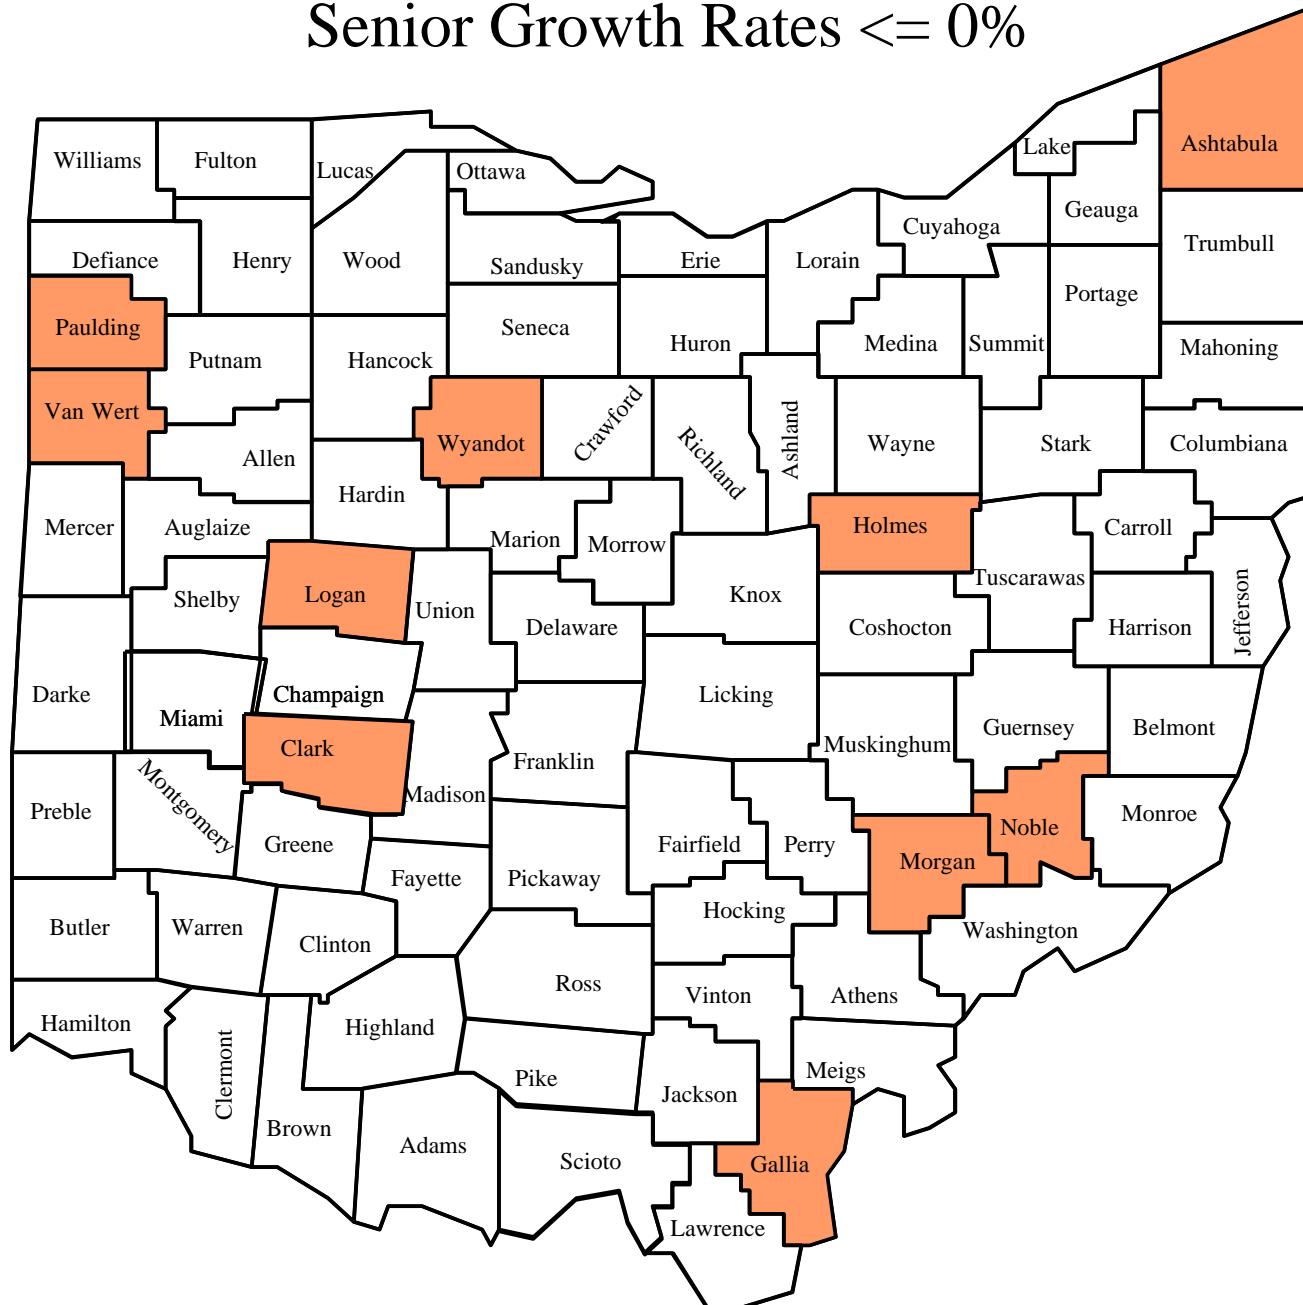 Senior Growth Rates <= 0%
Williams
Fulton
Lucas
Ottawa
Lake
Ashtabula
Geauga
Cuyahoga
Trumbull
Defiance
Henry
Wood
Sandusky
Erie
Lorain
Portage
Paulding
Putnam
Hancock
Seneca
Huron
Medina
Summit
Mahoning
Van Wert
Allen
Wyandot
Crawford
Richland
Ashland
Wayne
Stark
Columbiana
Mercer
Auglaize
Hardin
Marion
Morrow
Holmes
Carroll
Shelby
Logan
Union
Delaware
Knox
Coshocton
Tuscarawas
Harrison
Jefferson
Darke
Miami
Champaign
Licking
Muskinghum
Guernsey
Belmont
Clark
Franklin
Madison
Preble
Montgomery
Greene
Fairfield
Perry
Morgan
Noble
Monroe
Fayette
Pickaway
Butler
Warren
Clinton
Hocking
Washington
Ross
Vinton
Athens
Hamilton
Clermont
Highland
Pike
Jackson
Meigs
Brown
Adams
Scioto
Gallia
Lawrence